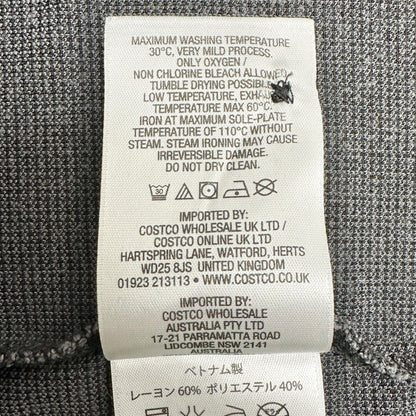 MAXIMUM WASHING TEMPERATURE
30°C, VERY MILD PROCESS.
ONLY OXYGEN /
NON CHLORINE BLEACH ALLOWED
TUMBLE DRYING POSSIBLE
LOW TEMPERATURE,
TEMPERATURE MAX 60°C.
IRON AT MAXIMUM SOLE-PLATE
TEMPERATURE OF 110°C WITHOUT
STEAM. STEAM IRONING MAY CAUSE
IRREVERSIBLE DAMAGE.
DO NOT DRY CLEAN.
30
IMPORTED BY:
COSTCO WHOLESALE UK LTD /
COSTCO ONLINE UK LTD
HARTSPRING LANE, WATFORD, HERTS
WD25 8JS UNITED KINGDOM
01923 213113 • WWW.COSTCO.CO.UK
IMPORTED BY:
COSTCO WHOLESALE
AUSTRALIA PTY LTD
17-21 PARRAMATTA ROAD
LIDCOMBE NSW 2141
AUSTRALIA
ベトナム製
レーヨン 60% ポリエステル 40%